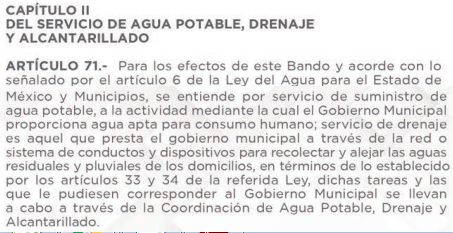 CAPÍTULO II
DEL SERVICIO DE AGUA POTABLE, DRENAJE
Y ALCANTARILLADO
ARTÍCULO 71.- Para los efectos de este Bando y acorde con lo
señalado por el artículo 6 de la Ley del Agua para el Estado de
México y Municipios, se entiende por servicio de suministro de
agua potable, a la actividad mediante la cual el Gobierno Municipal
proporciona agua apta para consumo humano; servicio de drenaje
es aquel que presta el gobierno municipal a través de la red o
sistema de conductos y dispositivos para recolectar y alejar las aguas
residuales y pluviales de los domicilios, en términos de lo establecido
por los artículos 33 y 34 de la referida Ley, dichas tareas y las
que le pudiesen corresponder al Gobierno Municipal se llevan
a cabo a través de la Coordinación de Agua Potable, Drenaje y
Alcantarillado.